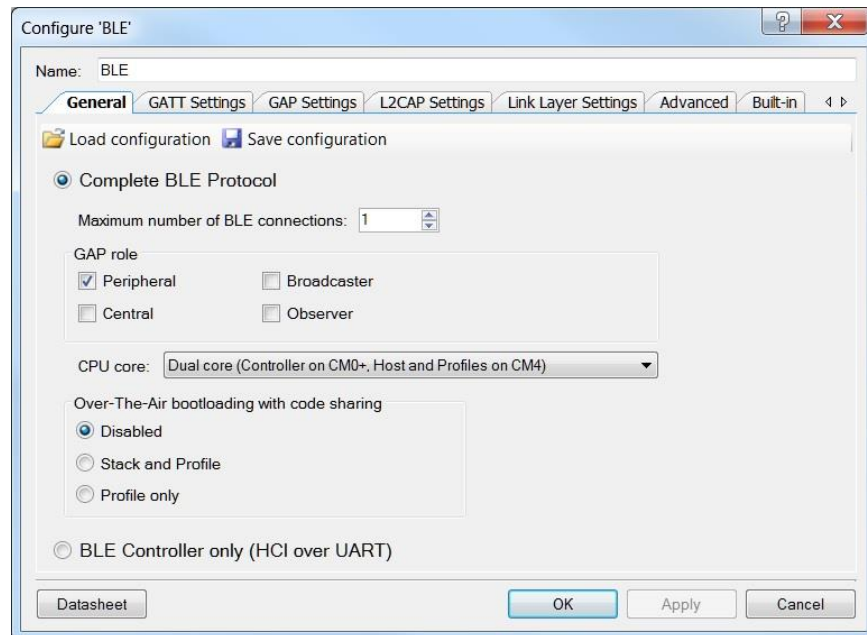 Configure 'BLE'
Name: BLE
General GATT Settings GAP Settings L2CAP Settings Link Layer Settings Advanced Built-in
Load configuration Save configuration
Complete BLE Protocol
Maximum number of BLE connections: 1
GAP role
Peripheral Broadcaster
Central Observer
CPU core: Dual core (Controller on CM0+, Host and Profiles on CM4)
Over-The-Air bootloading with code sharing
Disabled
Stack and Profile
Profile only
BLE Controller only (HCI over UART)
Datasheet OK Apply Cancel